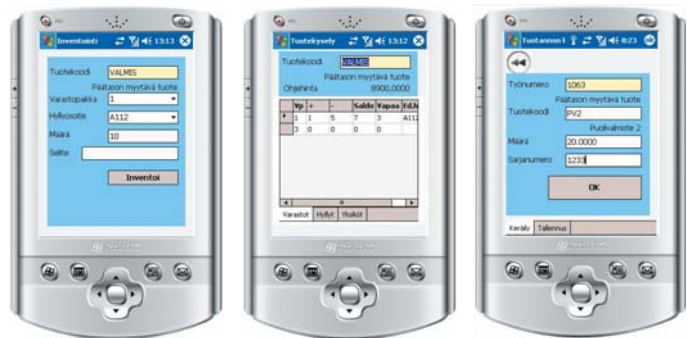 Inventointi 13:13
Tuotekoodi VALMIS
Päätason myytävä tuote
Varastopaikka 1
Hyllyosoite A112
Määrä 10
Selite
Inventoi
Tuotekysely 13:12
Tuotekoodi VALMIS
Päätason myytävä tuote
Ohjehinta 8900,0000
Vp + - Saldo Vapaa
1 1 5 7 3 A112
3 0 0 0 0
Varastot Hyllyt Yksiköt
Tuotannon k 8:23 ok
Työnumero 1063
Päätason myytävä tuote
Tuotekoodi PV2
Puolivalmiste 2
Määrä 20.0000
Sarjanumero 1233
OK
Keräily Tallennus